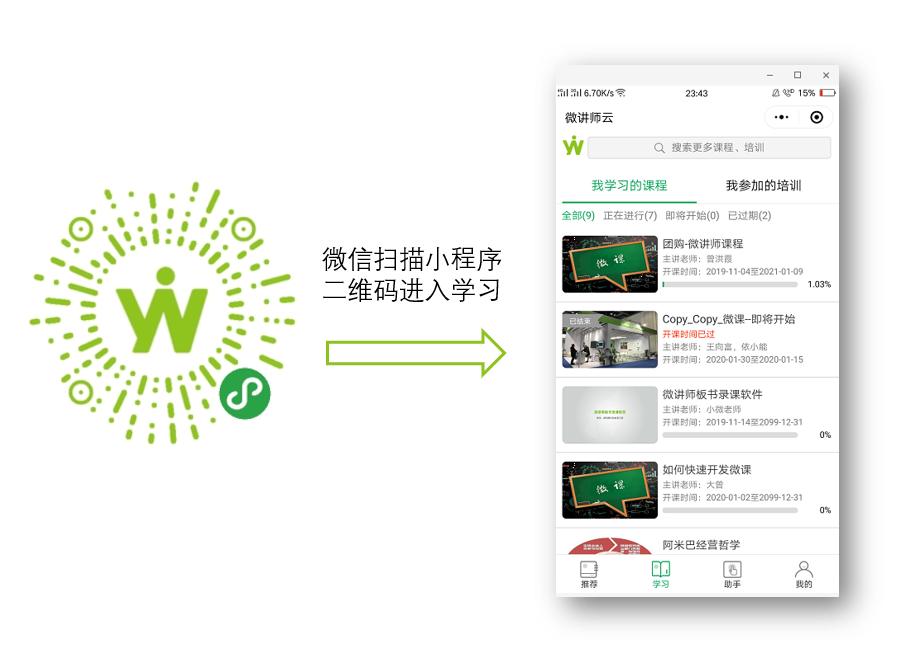 微信扫描小程序
二维码进入学习
6.70K/s 23:43 15%
微讲师云
搜索更多课程、培训
我学习的课程 我参加的培训
全部(9) 正在进行(7) 即将开始(0) 已过期(2)
微课
团购-微讲师课程
主讲老师：曾洪霞
开课时间：2019-11-04至2021-01-09
1.03%
已结束
Copy_Copy_微课--即将开始
开课时间已过
主讲老师：王向富，依小能
开课时间：2020-01-30至2020-01-15
微讲师板书录课软件
主讲老师：小微老师
开课时间：2019-11-14至2099-12-31
0%
微课
如何快速开发微课
主讲老师：大曾
开课时间：2020-01-02至2099-12-31
0%
阿米巴经营哲学
推荐 学习 助手 我的